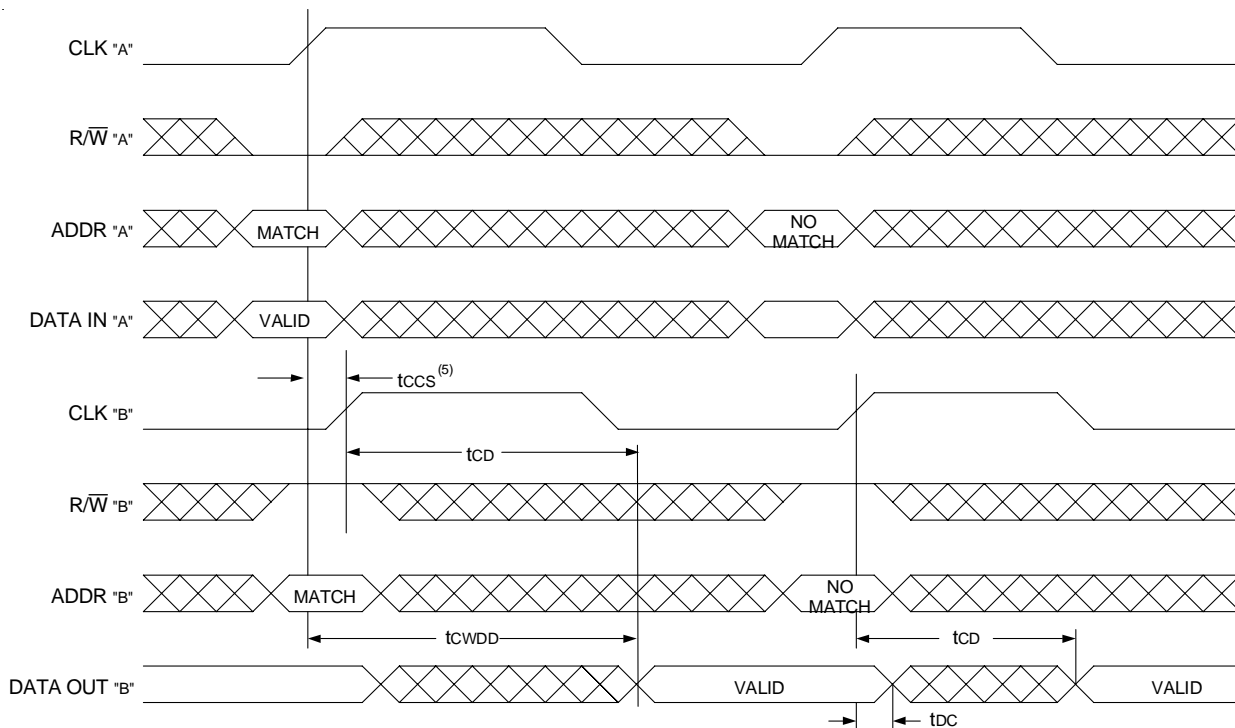 CLK "A"
R/W̅ "A"
ADDR "A" MATCH NO
MATCH
DATA IN "A" VALID
tCCS(5)
CLK "B"
tCD
R/W̅ "B"
ADDR "B" MATCH NO
MATCH
tCWDD tCD
DATA OUT "B" VALID VALID
tDC